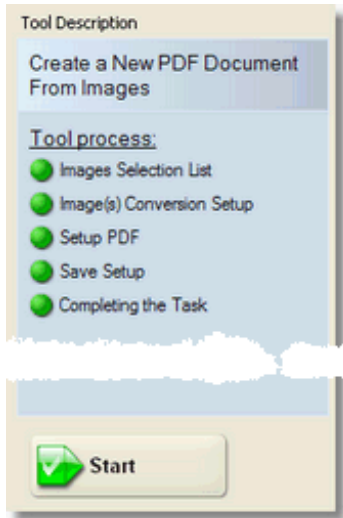 Tool Description
Create a New PDF Document
From Images
Tool process:
Images Selection List
Image(s) Conversion Setup
Setup PDF
Save Setup
Completing the Task
Start